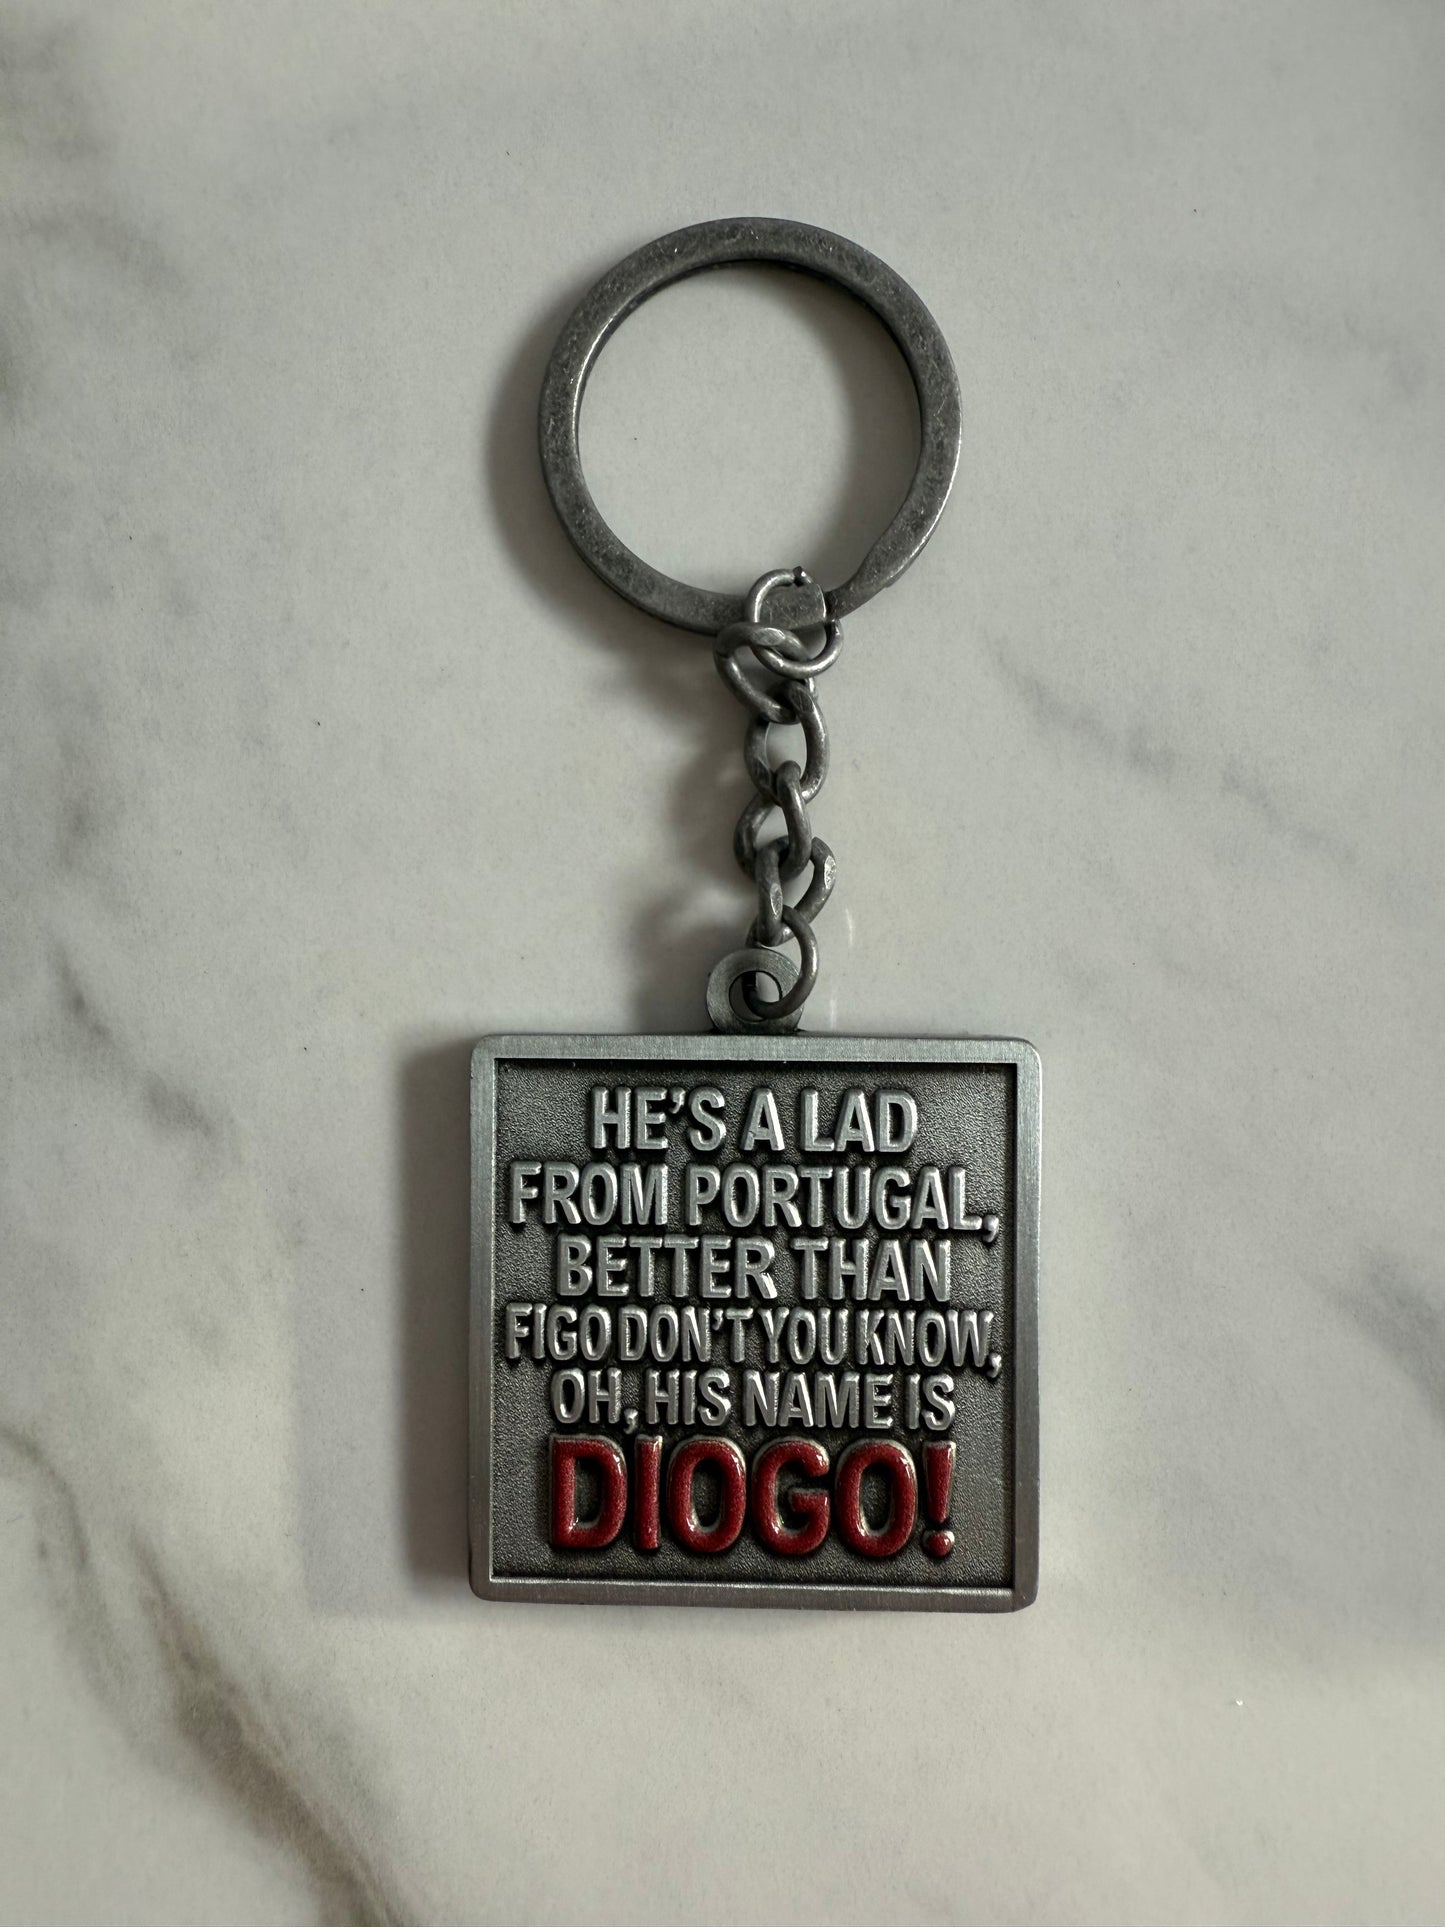 HE'S A LAD
FROM PORTUGAL,
BETTER THAN
FIGO DON'T YOU KNOW,
OH, HIS NAME IS
DIOGO!